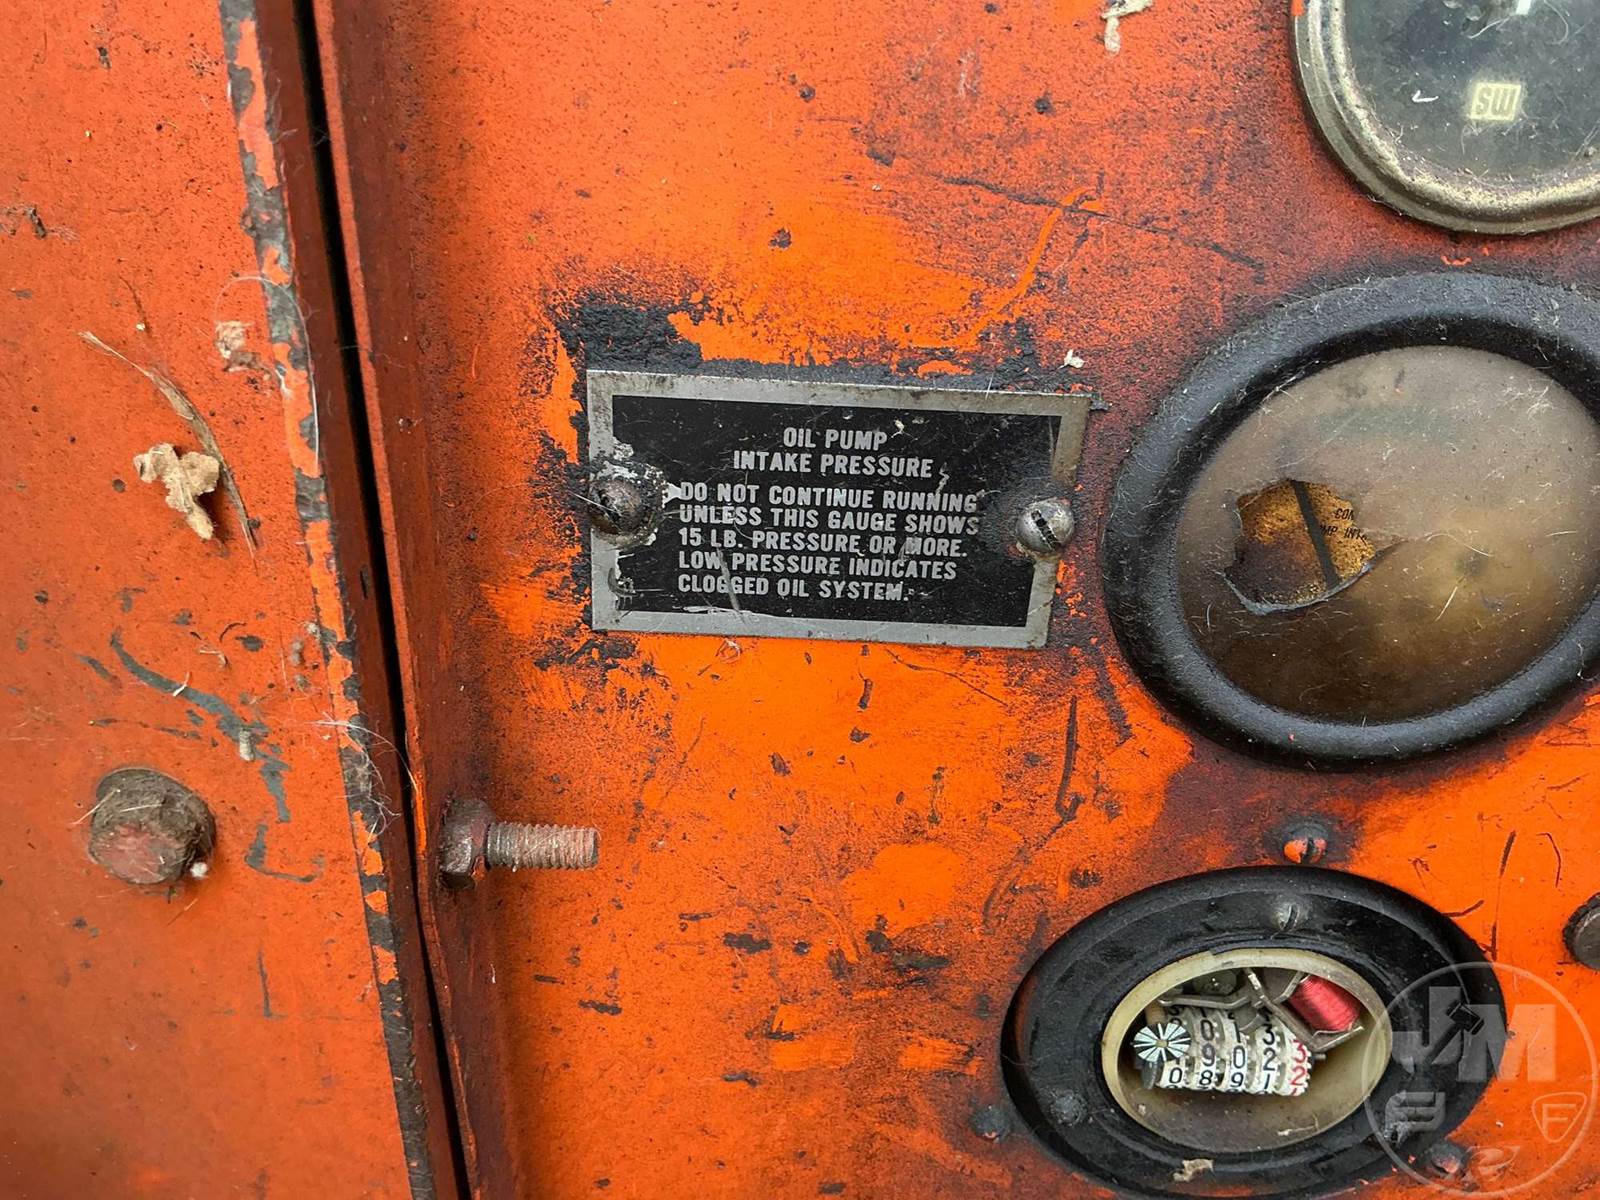 SW
OIL PUMP
INTAKE PRESSURE
DO NOT CONTINUE RUNNING
UNLESS THIS GAUGE SHOWS
15 LB. PRESSURE OR MORE.
LOW PRESSURE INDICATES
CLOGGED OIL SYSTEM.
JM